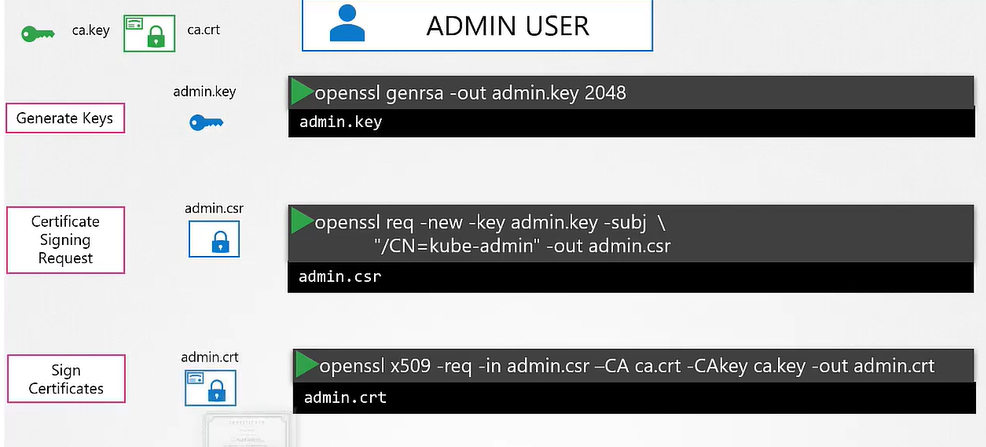 ca.key
ca.crt
ADMIN USER
admin.key
Generate Keys
openssl genrsa -out admin.key 2048
admin.key
admin.csr
Certificate
Signing
Request
openssl req -new -key admin.key -subj \
"/CN=kube-admin" -out admin.csr
admin.csr
admin.crt
Sign
Certificates
openssl x509 -req -in admin.csr –CA ca.crt -CAkey ca.key -out admin.crt
admin.crt